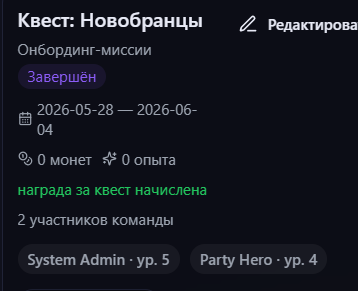 Квест: Новобранцы
Редактирова
Онбординг-миссии
Завершён
2026-05-28 — 2026-06-
04
0 монет 0 опыта
награда за квест начислена
2 участников команды
System Admin · ур. 5 Party Hero · ур. 4